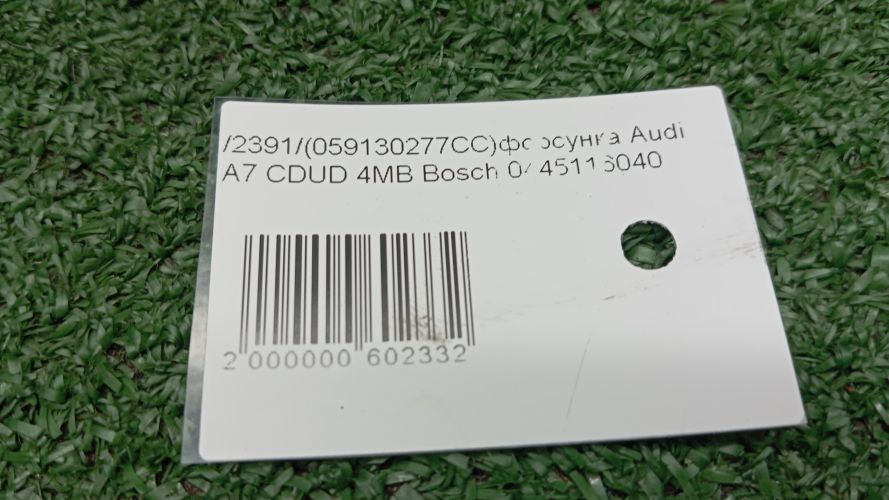 /2391/(059130277CC)форсунка Audi
A7 CDUD 4MB Bosch 0445116040
2 000000 602332